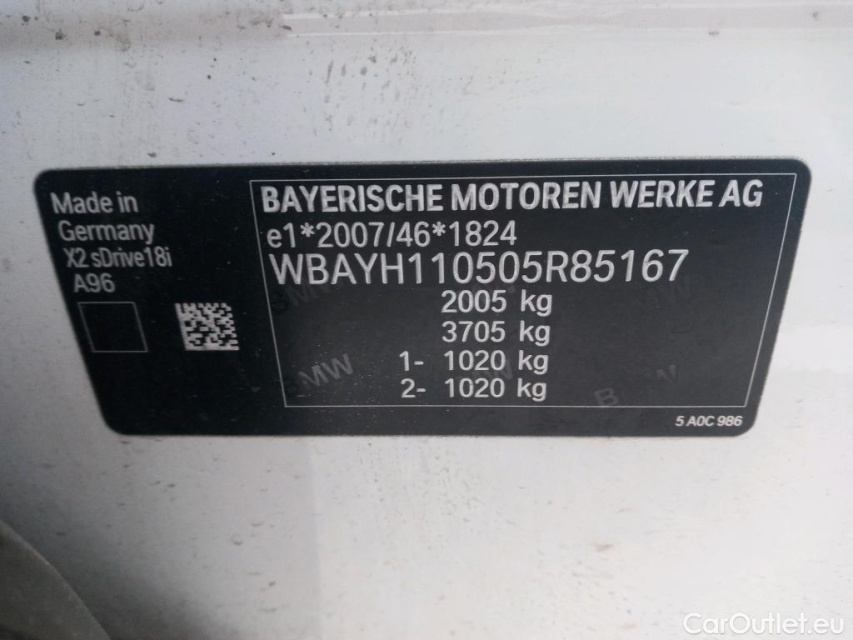 Made in
Germany
X2 sDrive18i
A96
BAYERISCHE MOTOREN WERKE AG
e1*2007/46*1824
WBAYH110505R85167
2005 kg
3705 kg
1- 1020 kg
2- 1020 kg
5 A0C 986
CarOutlet.eu